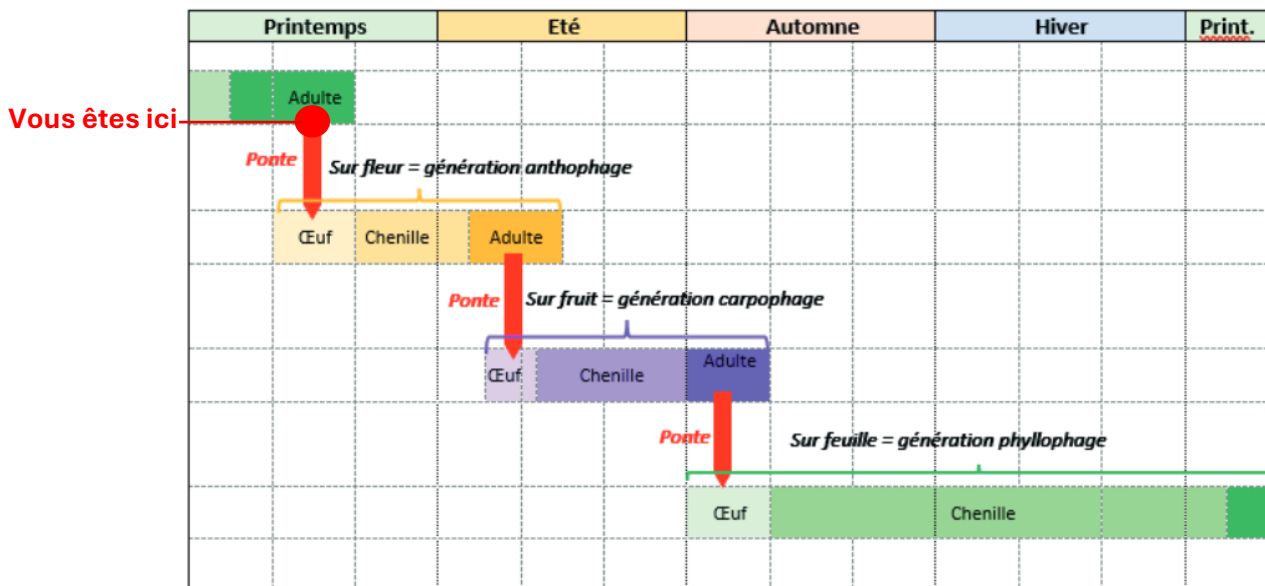 Printemps Eté Automne Hiver Print.
Adulte
Vous êtes ici
Ponte
Sur fleur = génération anthophage
Œuf Chenille Adulte
Ponte
Sur fruit = génération carpophage
Œuf Chenille Adulte
Ponte
Sur feuille = génération phyllophage
Œuf Chenille